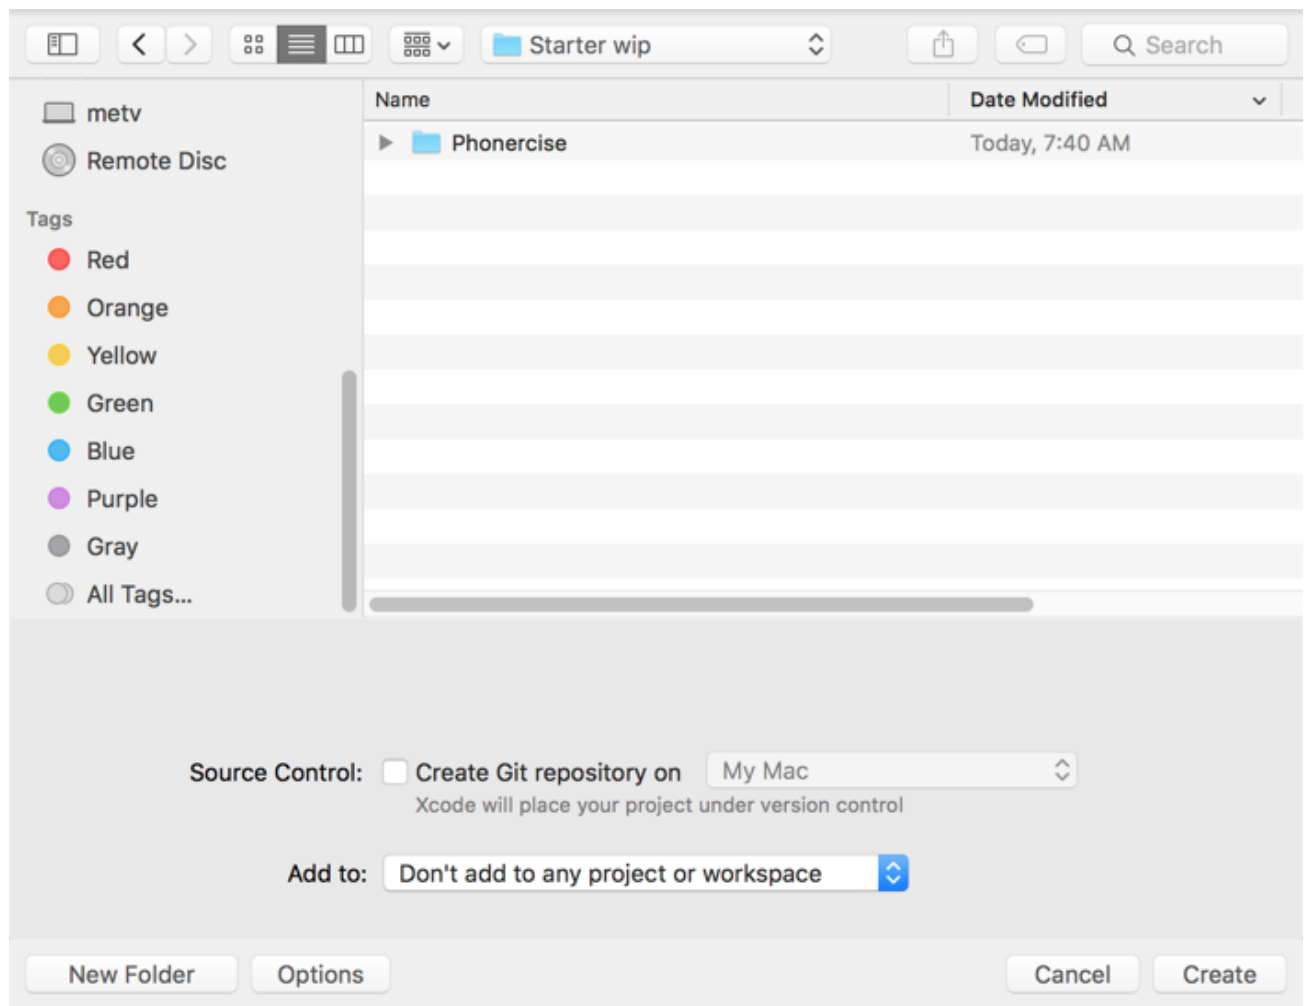 Starter wip
Search
metv
Remote Disc
Tags
Red
Orange
Yellow
Green
Blue
Purple
Gray
All Tags...
Name Date Modified
Phonercise Today, 7:40 AM
Source Control: Create Git repository on My Mac
Xcode will place your project under version control
Add to: Don't add to any project or workspace
New Folder Options Cancel Create